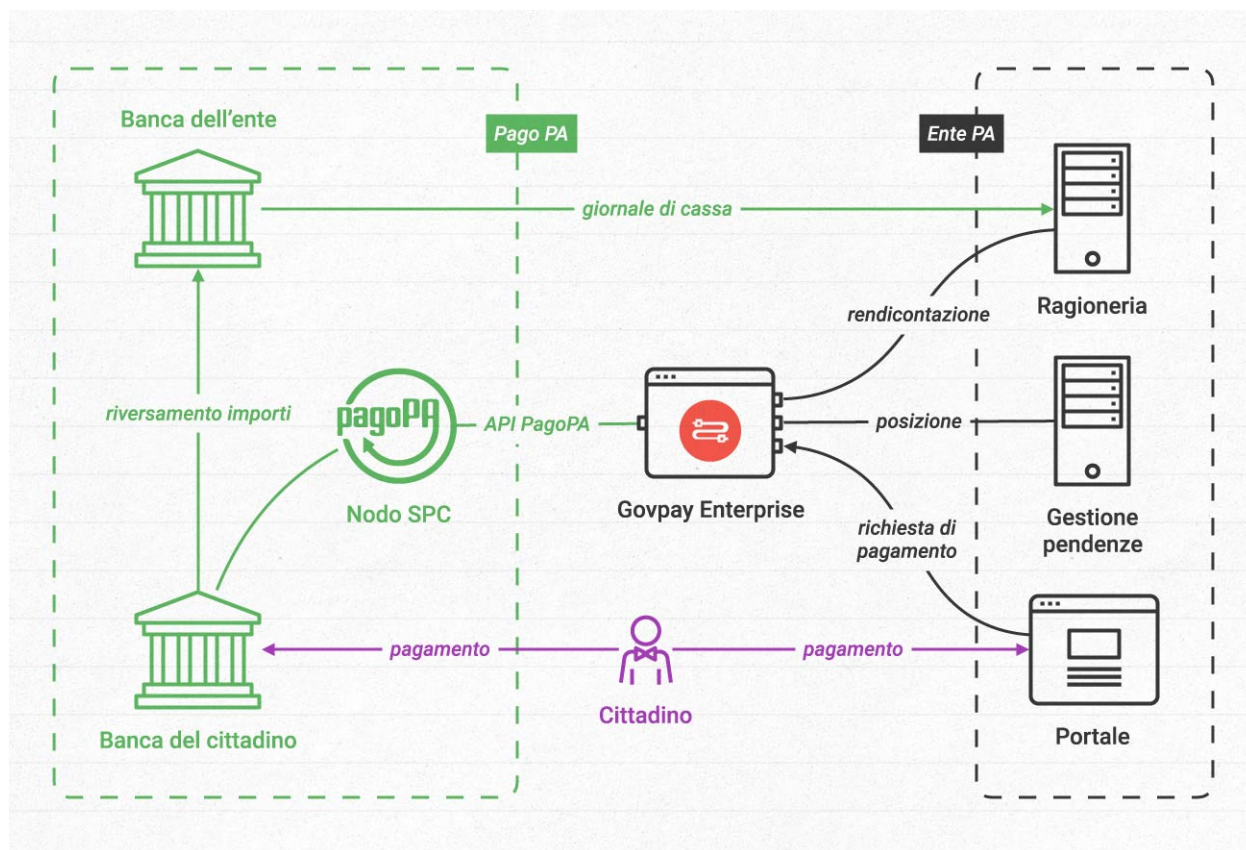 Banca dell'ente
Pago PA
Ente PA
giornale di cassa
rendicontazione
Ragioneria
riversamento importi
pagoPA
API PagoPA
posizione
Nodo SPC
Govpay Enterprise
richiesta di
pagamento
Gestione
pendenze
pagamento
pagamento
Cittadino
Banca del cittadino
Portale